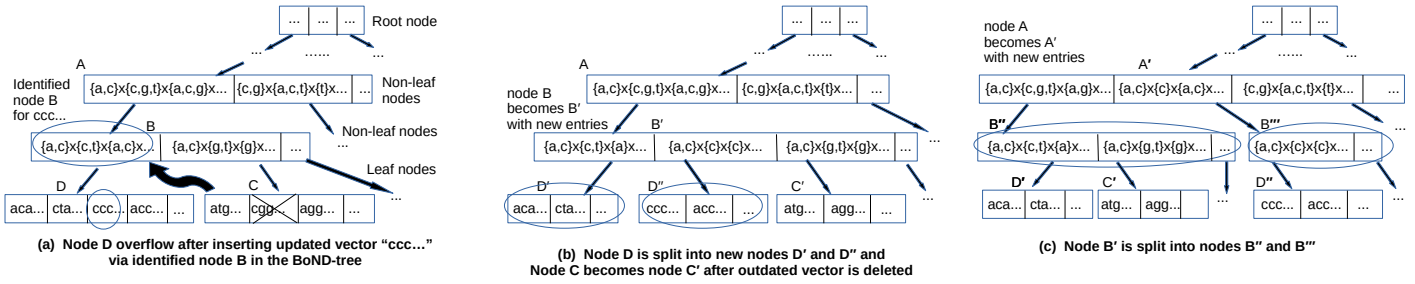 ... ... ... Root node
... ...... ...
A
{a,c}x{c,g,t}x{a,c,g}x... {c,g}x{a,c,t}x{t}x... ...
Non-leaf
nodes
Identified
node B
for ccc...
B
Non-leaf nodes
...
{a,c}x{c,t}x{a,c}x... {a,c}x{g,t}x{g}x... ...
Leaf nodes
...
D C
aca... cta... ccc... acc... ... atg... cgg... agg... ...
(a) Node D overflow after inserting updated vector “ccc...”
via identified node B in the BoND-tree
... ... ...
... ...... ...
A
{a,c}x{c,g,t}x{a,c,g}x... {c,g}x{a,c,t}x{t}x... ...
node B
becomes B′
with new entries
B′
...
{a,c}x{c,t}x{a}x... {a,c}x{c}x{c}x... {a,c}x{g,t}x{g}x... ...
D′ D″ C′ ...
aca... cta... ... ccc... acc... ... atg... agg... ...
(b) Node D is split into new nodes D′ and D″ and
Node C becomes node C′ after outdated vector is deleted
node A
becomes A′
with new entries
... ... ...
... ...... ...
A′
{a,c}x{c,g,t}x{a,c,g}x... {a,c}x{c}x{a,c}x... {c,g}x{a,c,t}x{t}x... ...
B″ B‴ ...
{a,c}x{c,t}x{a}x... {a,c}x{g,t}x{g}x... ... {a,c}x{c}x{c}x... ...
D′ C′ ... D″ ...
aca... cta... ... atg... agg... ccc... acc... ...
(c) Node B′ is split into nodes B″ and B‴